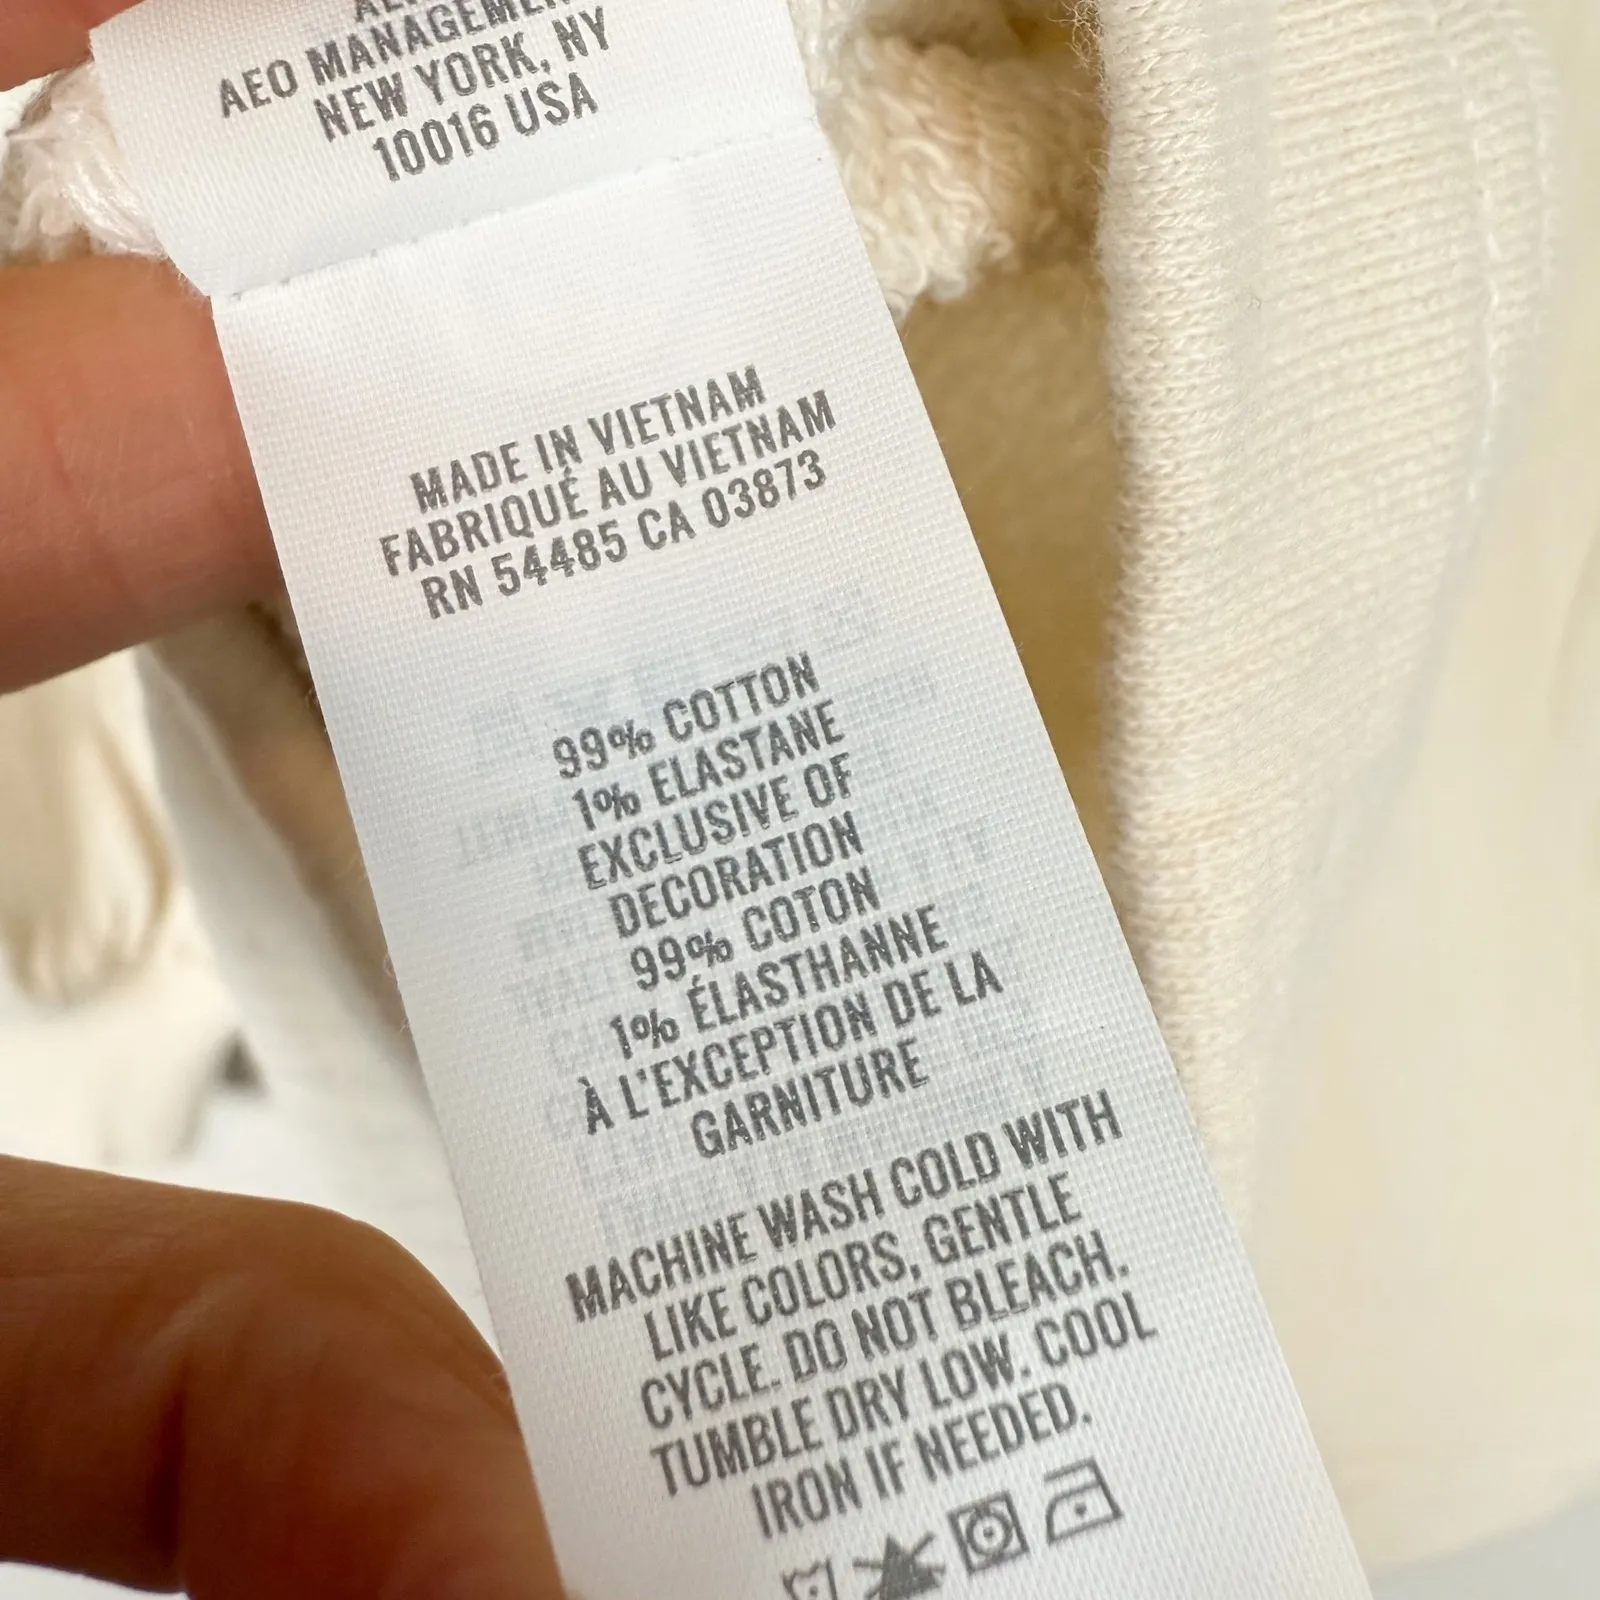 AEO MANAGEMENT
NEW YORK, NY
10016 USA
MADE IN VIETNAM
FABRIQUÉ AU VIETNAM
RN 54485 CA 03873
99% COTTON
1% ELASTANE
EXCLUSIVE OF
DECORATION
99% COTON
1% ÉLASTHANNE
À L'EXCEPTION DE LA
GARNITURE
MACHINE WASH COLD WITH
LIKE COLORS, GENTLE
CYCLE. DO NOT BLEACH.
TUMBLE DRY LOW. COOL
IRON IF NEEDED.